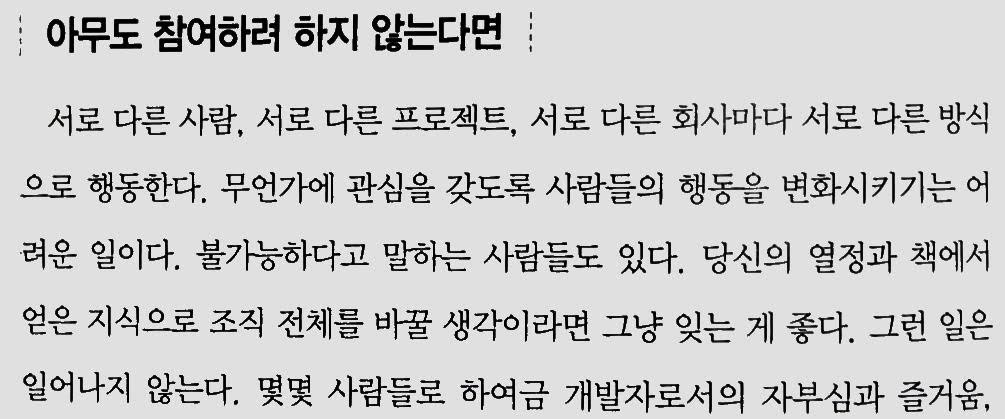 아무도 참여하려 하지 않는다면
서로 다른 사람, 서로 다른 프로젝트, 서로 다른 회사마다 서로 다른 방식
으로 행동한다. 무언가에 관심을 갖도록 사람들의 행동을 변화시키기는 어
려운 일이다. 불가능하다고 말하는 사람들도 있다. 당신의 열정과 책에서
얻은 지식으로 조직 전체를 바꿀 생각이라면 그냥 잊는 게 좋다. 그런 일은
일어나지 않는다. 몇몇 사람들로 하여금 개발자로서의 자부심과 즐거움,